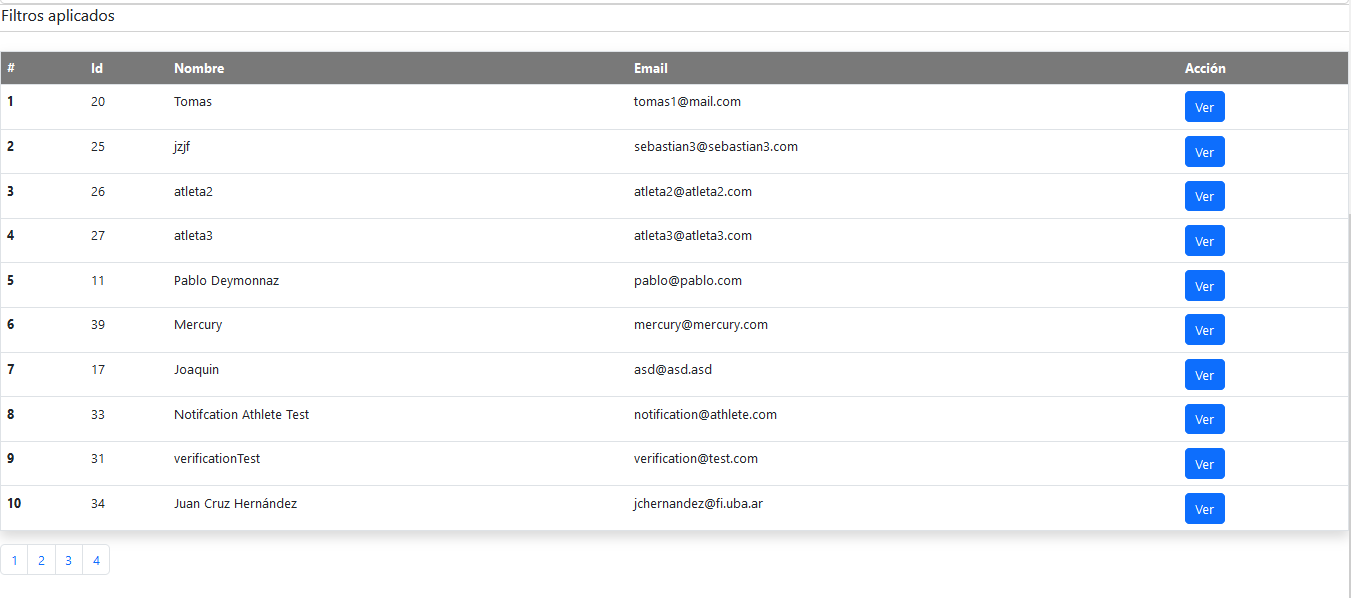 Filtros aplicados
# Id Nombre Email Acción
1 20 Tomas tomas1@mail.com Ver
2 25 jzjf sebastian3@sebastian3.com Ver
3 26 atleta2 atleta2@atleta2.com Ver
4 27 atleta3 atleta3@atleta3.com Ver
5 11 Pablo Deymonnaz pablo@pablo.com Ver
6 39 Mercury mercury@mercury.com Ver
7 17 Joaquin asd@asd.asd Ver
8 33 Notifcation Athlete Test notification@athlete.com Ver
9 31 verificationTest verification@test.com Ver
10 34 Juan Cruz Hernández jchernandez@fi.uba.ar Ver
1 2 3 4